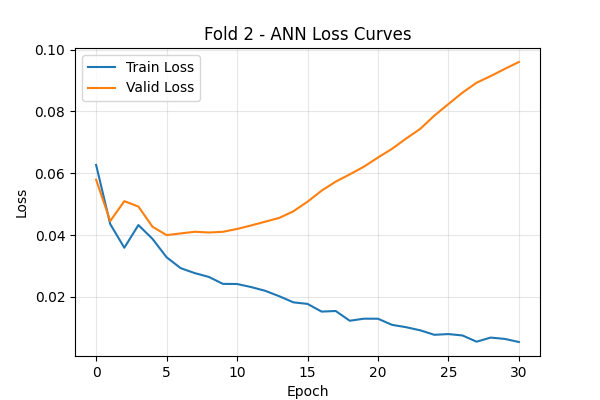 Fold 2 - ANN Loss Curves
Train Loss
Valid Loss
0.10
0.08
0.06
0.04
0.02
Loss
0 5 10 15 20 25 30
Epoch